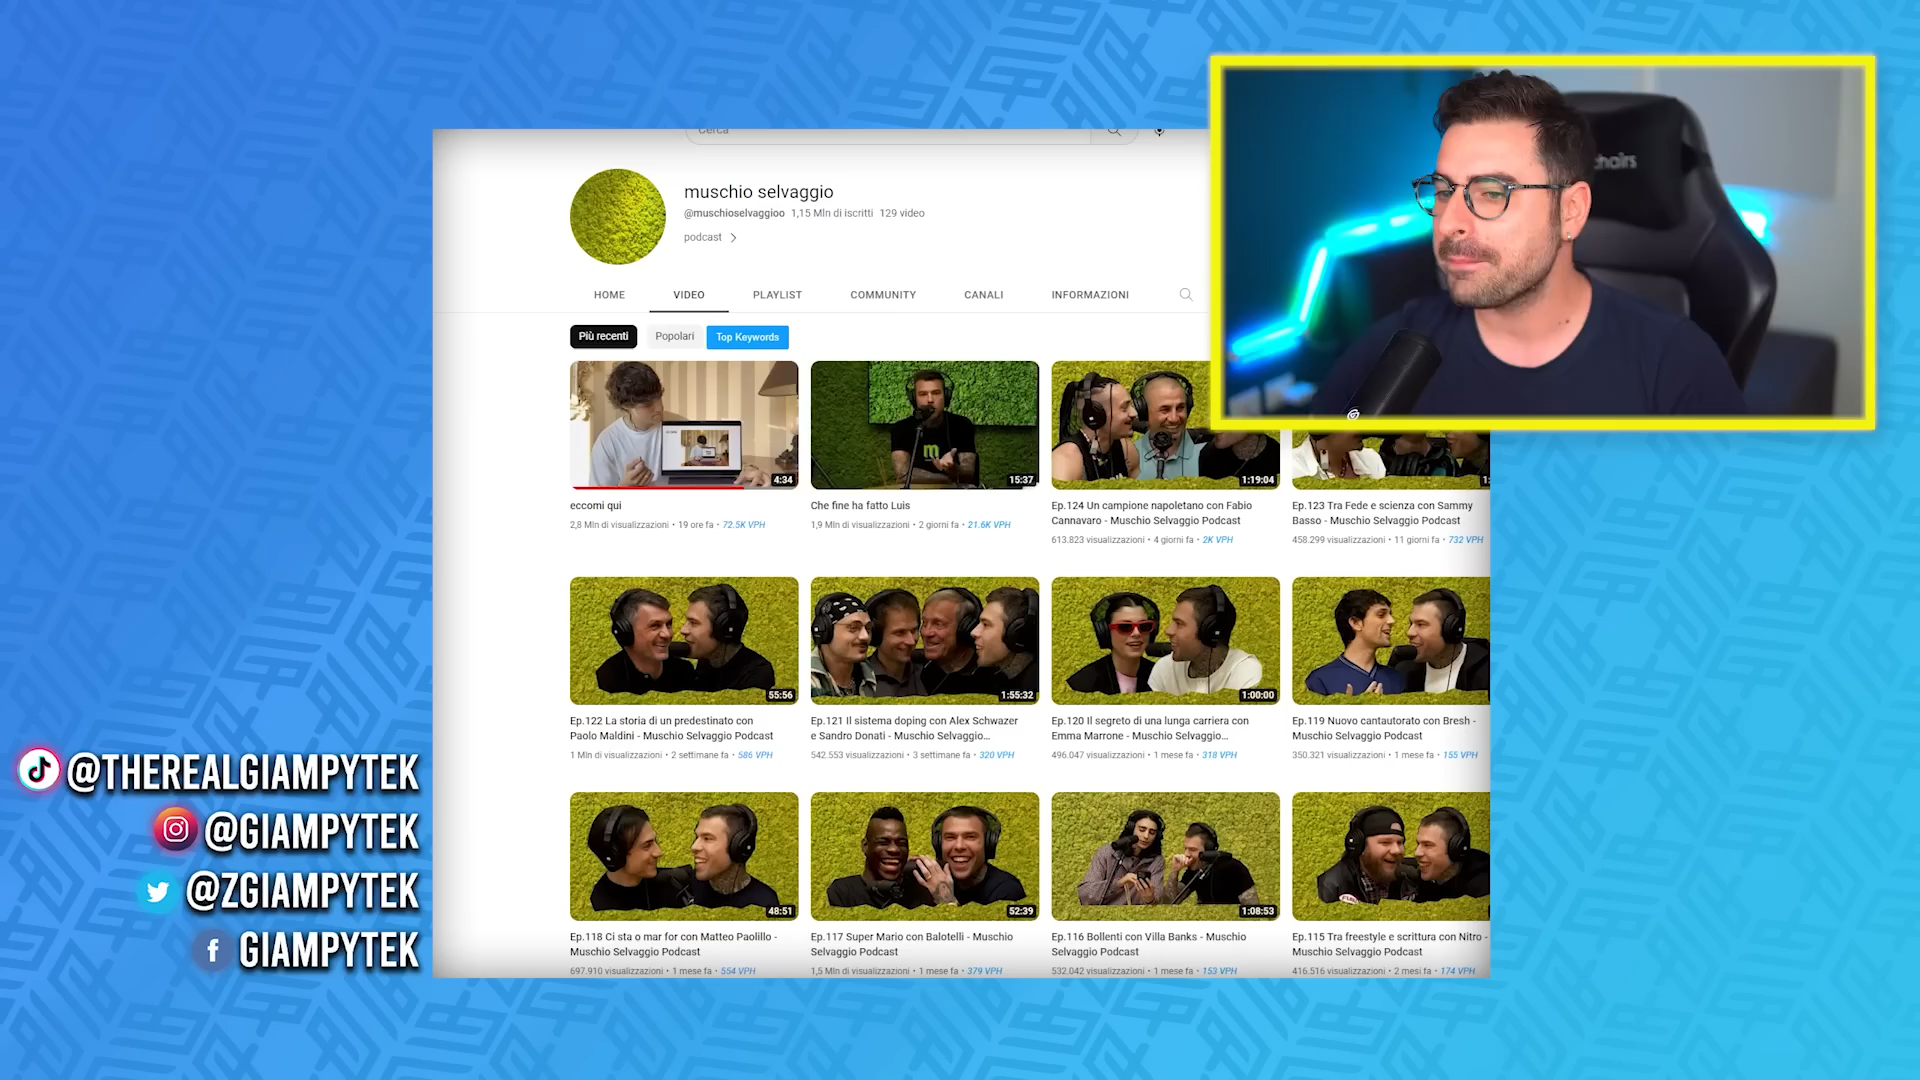 Cerca
muschio selvaggio
@muschioselvaggioo 1,15 Mln di iscritti 129 video
podcast
HOME VIDEO PLAYLIST COMMUNITY CANALI INFORMAZIONI
Più recenti Popolari Top Keywords
4:34
15:37
1:19:04
eccomi qui
2,8 Mln di visualizzazioni • 19 ore fa • 72.5K VPH
Che fine ha fatto Luis
1,9 Mln di visualizzazioni • 2 giorni fa • 21.6K VPH
Ep.124 Un campione napoletano con Fabio
Cannavaro - Muschio Selvaggio Podcast
613.823 visualizzazioni • 4 giorni fa • 2K VPH
Ep.123 Tra Fede e scienza con Sammy
Basso - Muschio Selvaggio Podcast
458.299 visualizzazioni • 11 giorni fa • 732 VPH
55:56
1:55:32
1:00:00
Ep.122 La storia di un predestinato con
Paolo Maldini - Muschio Selvaggio Podcast
1 Mln di visualizzazioni • 2 settimane fa • 586 VPH
Ep.121 Il sistema doping con Alex Schwazer
e Sandro Donati - Muschio Selvaggio...
542.553 visualizzazioni • 3 settimane fa • 320 VPH
Ep.120 Il segreto di una lunga carriera con
Emma Marrone - Muschio Selvaggio...
496.047 visualizzazioni • 1 mese fa • 318 VPH
Ep.119 Nuovo cantautorato con Bresh -
Muschio Selvaggio Podcast
350.321 visualizzazioni • 1 mese fa • 155 VPH
48:51
52:39
1:08:53
Ep.118 Ci sta o mar for con Matteo Paolillo -
Muschio Selvaggio Podcast
697.910 visualizzazioni • 1 mese fa • 554 VPH
Ep.117 Super Mario con Balotelli - Muschio
Selvaggio Podcast
1,5 Mln di visualizzazioni • 1 mese fa • 379 VPH
Ep.116 Bollenti con Villa Banks - Muschio
Selvaggio Podcast
532.042 visualizzazioni • 1 mese fa • 153 VPH
Ep.115 Tra freestyle e scrittura con Nitro -
Muschio Selvaggio Podcast
416.516 visualizzazioni • 2 mesi fa • 174 VPH
@THEREALGIAMPYTEK
@GIAMPYTEK
@ZGIAMPYTEK
GIAMPYTEK